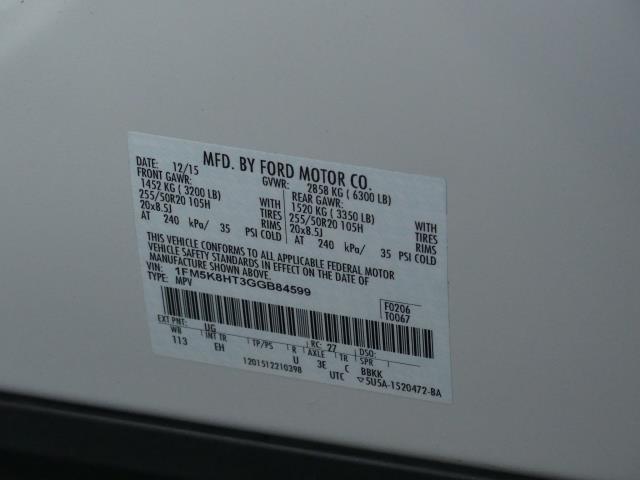 MFD. BY FORD MOTOR CO.
DATE: 12/15 GVWR: 2858 KG ( 6300 LB)
FRONT GAWR: REAR GAWR:
1452 KG ( 3200 LB) WITH 1520 KG ( 3350 LB) WITH
255/50R20 105H TIRES 255/50R20 105H TIRES
20x8.5J RIMS 20x8.5J RIMS
AT 240 kPa/ 35 PSI COLD AT 240 kPa/ 35 PSI COLD
THIS VEHICLE CONFORMS TO ALL APPLICABLE FEDERAL MOTOR
VEHICLE SAFETY STANDARDS IN EFFECT ON THE DATE OF
MANUFACTURE SHOWN ABOVE.
VIN: 1FM5K8HT3GGB84599
TYPE: MPV
F0206
T0067
EXT PNT: UG RC: 27 DSO:
WB INT TR TP/PS R AXLE TR SPR
113 EH U 3E C BBKK
1201512210398 UTC ▽5U5A-1520472-BA